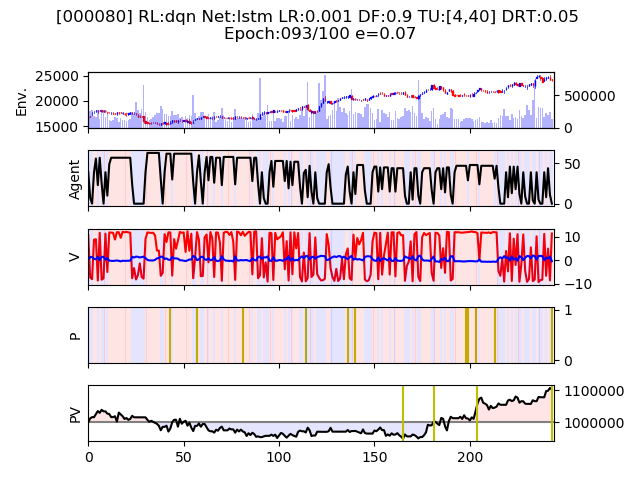 [000080] RL:dqn Net:lstm LR:0.001 DF:0.9 TU:[4,40] DRT:0.05
Epoch:093/100 e=0.07
Env.
25000
20000
15000
500000
0
Agent
50
0
V
10
0
−10
P
1
0
PV
1100000
1000000
0 50 100 150 200